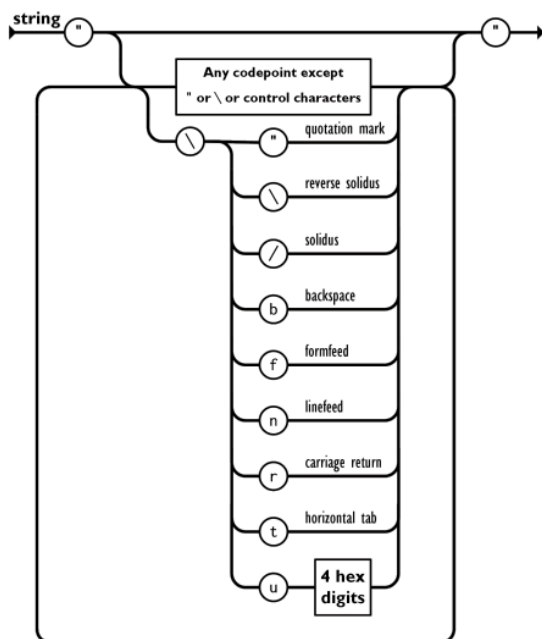 string
" "
Any codepoint except
" or \ or control characters
\ " quotation mark
\ reverse solidus
/ solidus
b backspace
f formfeed
n linefeed
r carriage return
t horizontal tab
u 4 hex
digits